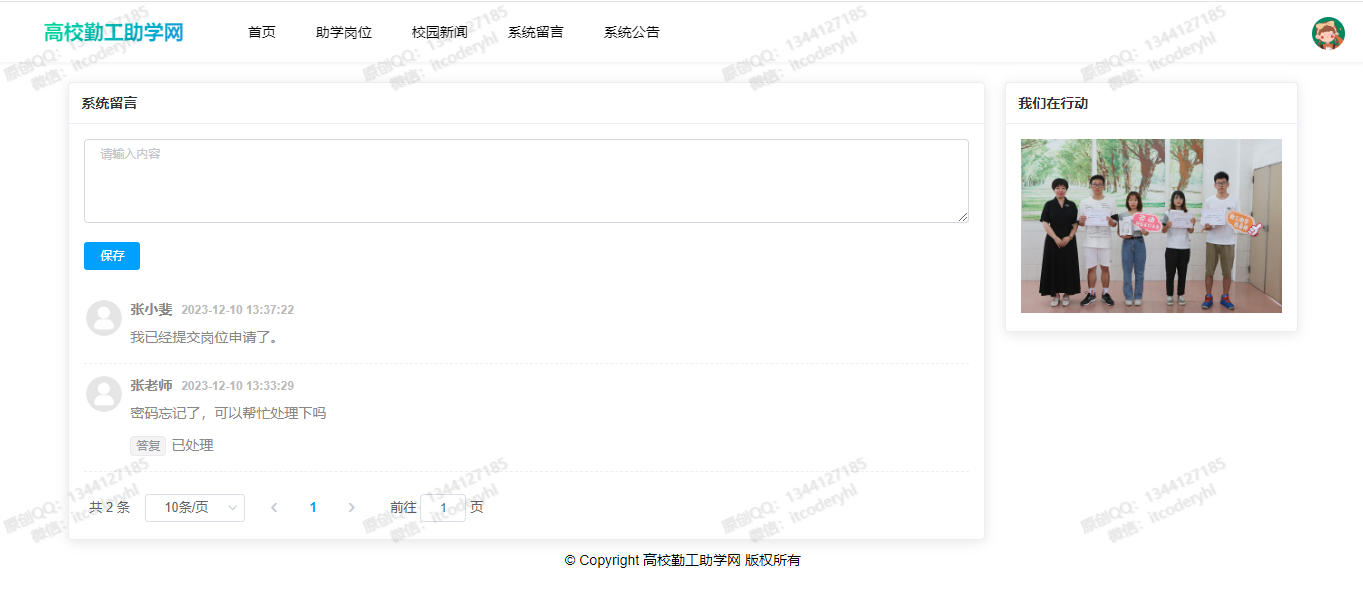 高校勤工助学网 首页 助学岗位 校园新闻 系统留言 系统公告
原创QQ: 1344127185
微信: itcoderyhl
原创QQ: 1344127185
微信: itcoderyhl
原创QQ: 1344127185
微信: itcoderyhl
原创QQ: 1344127185
微信: itcoderyhl
系统留言
请输入内容
保存
张小斐 2023-12-10 13:37:22
我已经提交岗位申请了。
张老师 2023-12-10 13:33:29
密码忘记了，可以帮忙处理下吗
答复 已处理
共 2 条 10条/页 1 前往 1 页
我们在行动
原创QQ: 1344127185
微信: itcoderyhl
原创QQ: 1344127185
微信: itcoderyhl
原创QQ: 1344127185
微信: itcoderyhl
原创QQ: 1344127185
微信: itcoderyhl
© Copyright 高校勤工助学网 版权所有